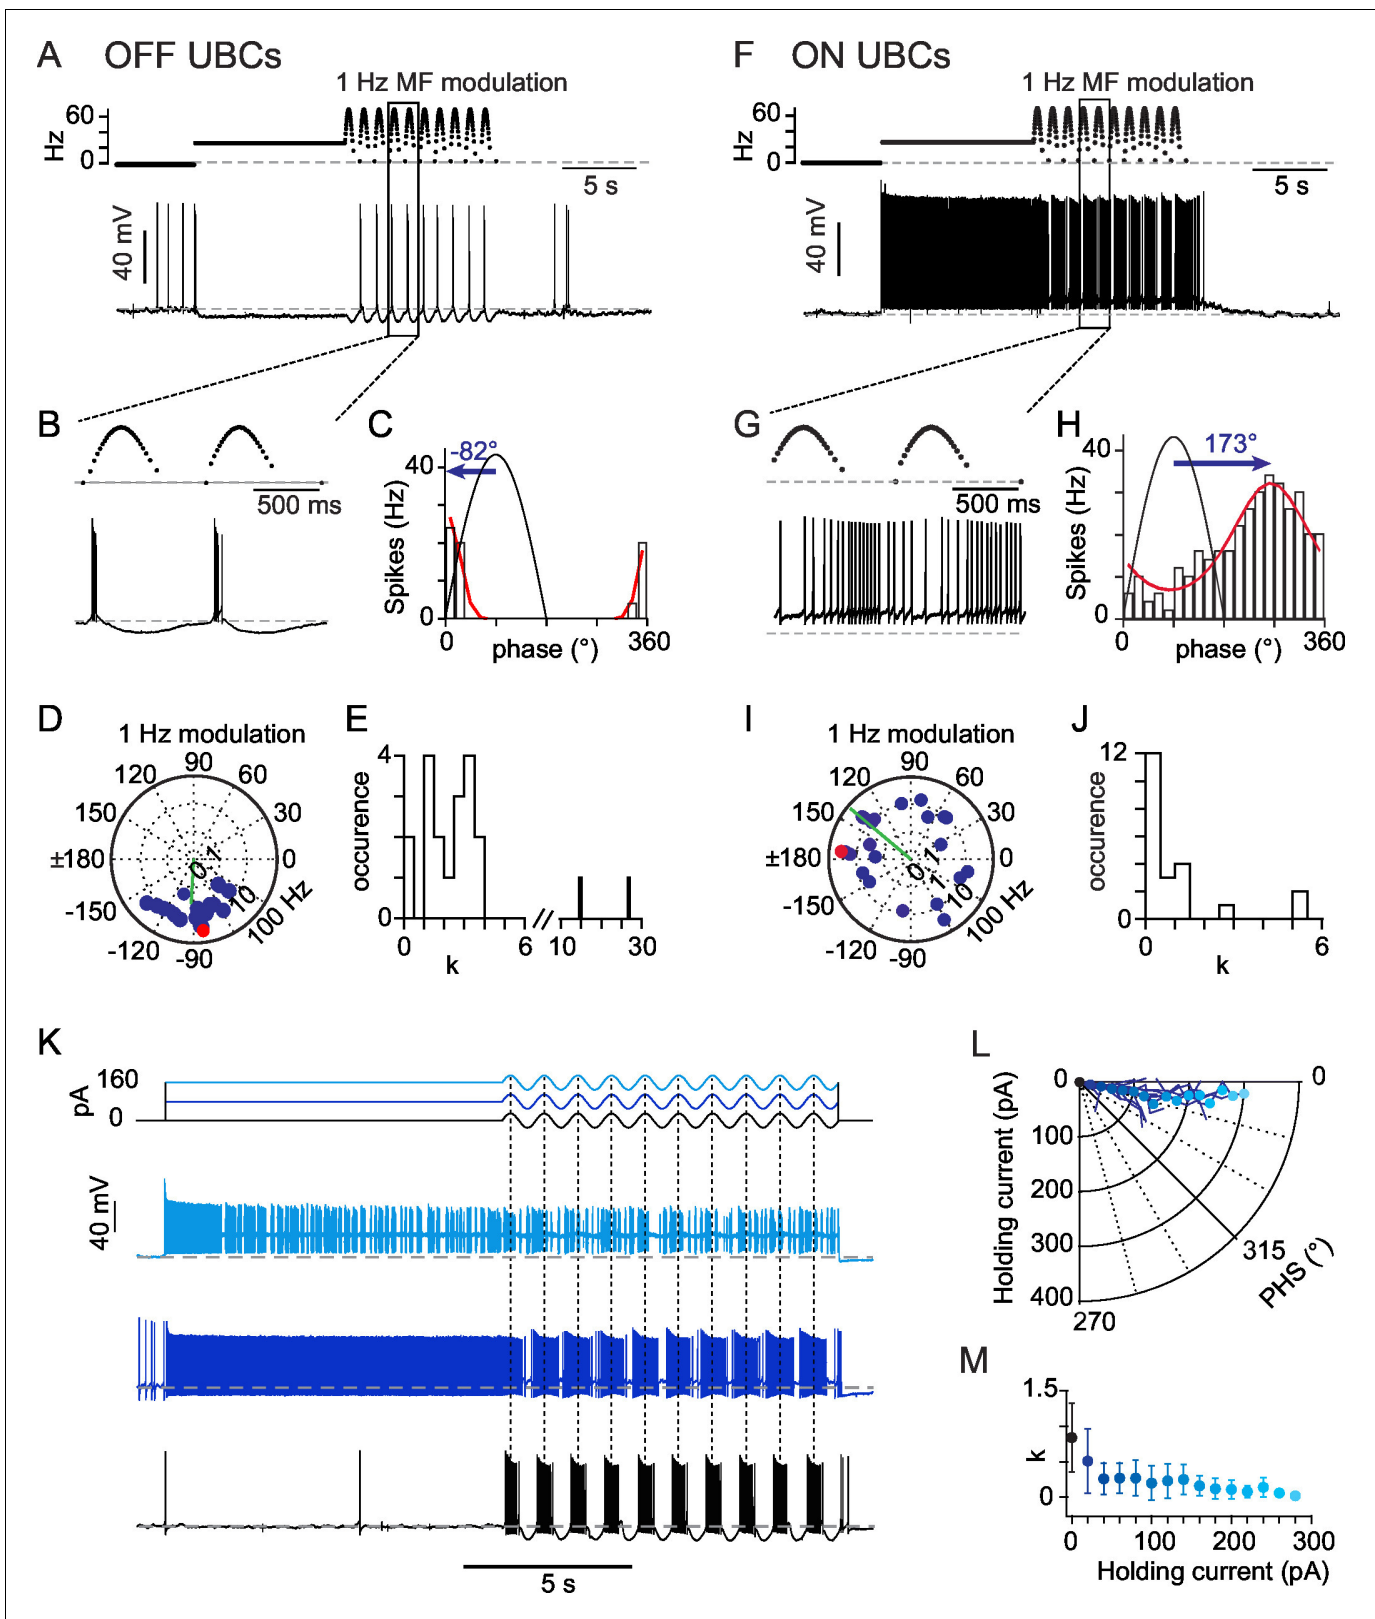 A OFF UBCs
1 Hz MF modulation
60
0
Hz
5 s
40 mV
B
500 ms
C
-82°
40
0
Spikes (Hz)
0 360
phase (°)
D
1 Hz modulation
90
120 60
150 30
±180 0
-150
-120
-90
0.1
1
10
100 Hz
E
4
0
occurence
0 6 10 30
k
F ON UBCs
1 Hz MF modulation
60
0
Hz
5 s
40 mV
G
500 ms
H
173°
40
0
Spikes (Hz)
0 360
phase (°)
I
1 Hz modulation
90
120 60
150 30
±180 0
-150
-120
-90
0.1
1
10
100 Hz
J
12
0
occurence
0 6
k
K
160
0
pA
40 mV
5 s
L
0
100
200
300
400
Holding current (pA)
0
315
270
PHS (°)
M
1.5
0
k
0 100 200 300
Holding current (pA)